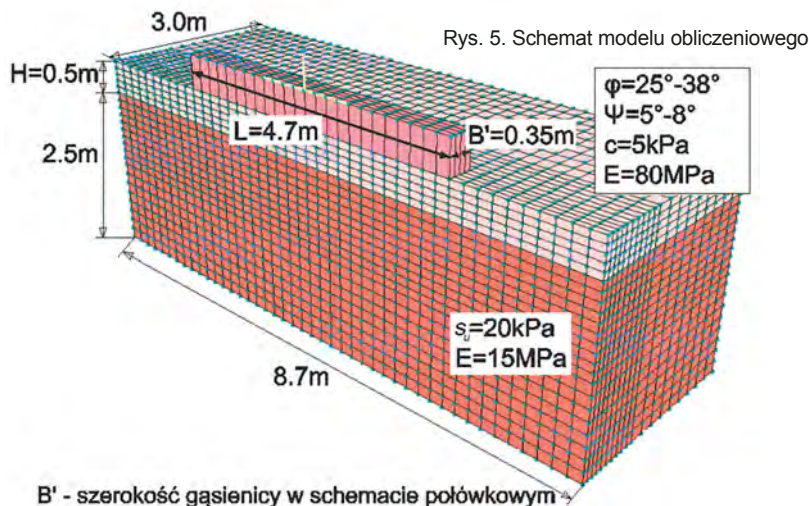 3.0m
Rys. 5. Schemat modelu obliczeniowego
H=0.5m
φ=25°-38°
Ψ=5°-8°
c=5kPa
E=80MPa
L=4.7m
B'=0.35m
2.5m
sᵤ=20kPa
E=15MPa
8.7m
B' - szerokość gąsienicy w schemacie połówkowym